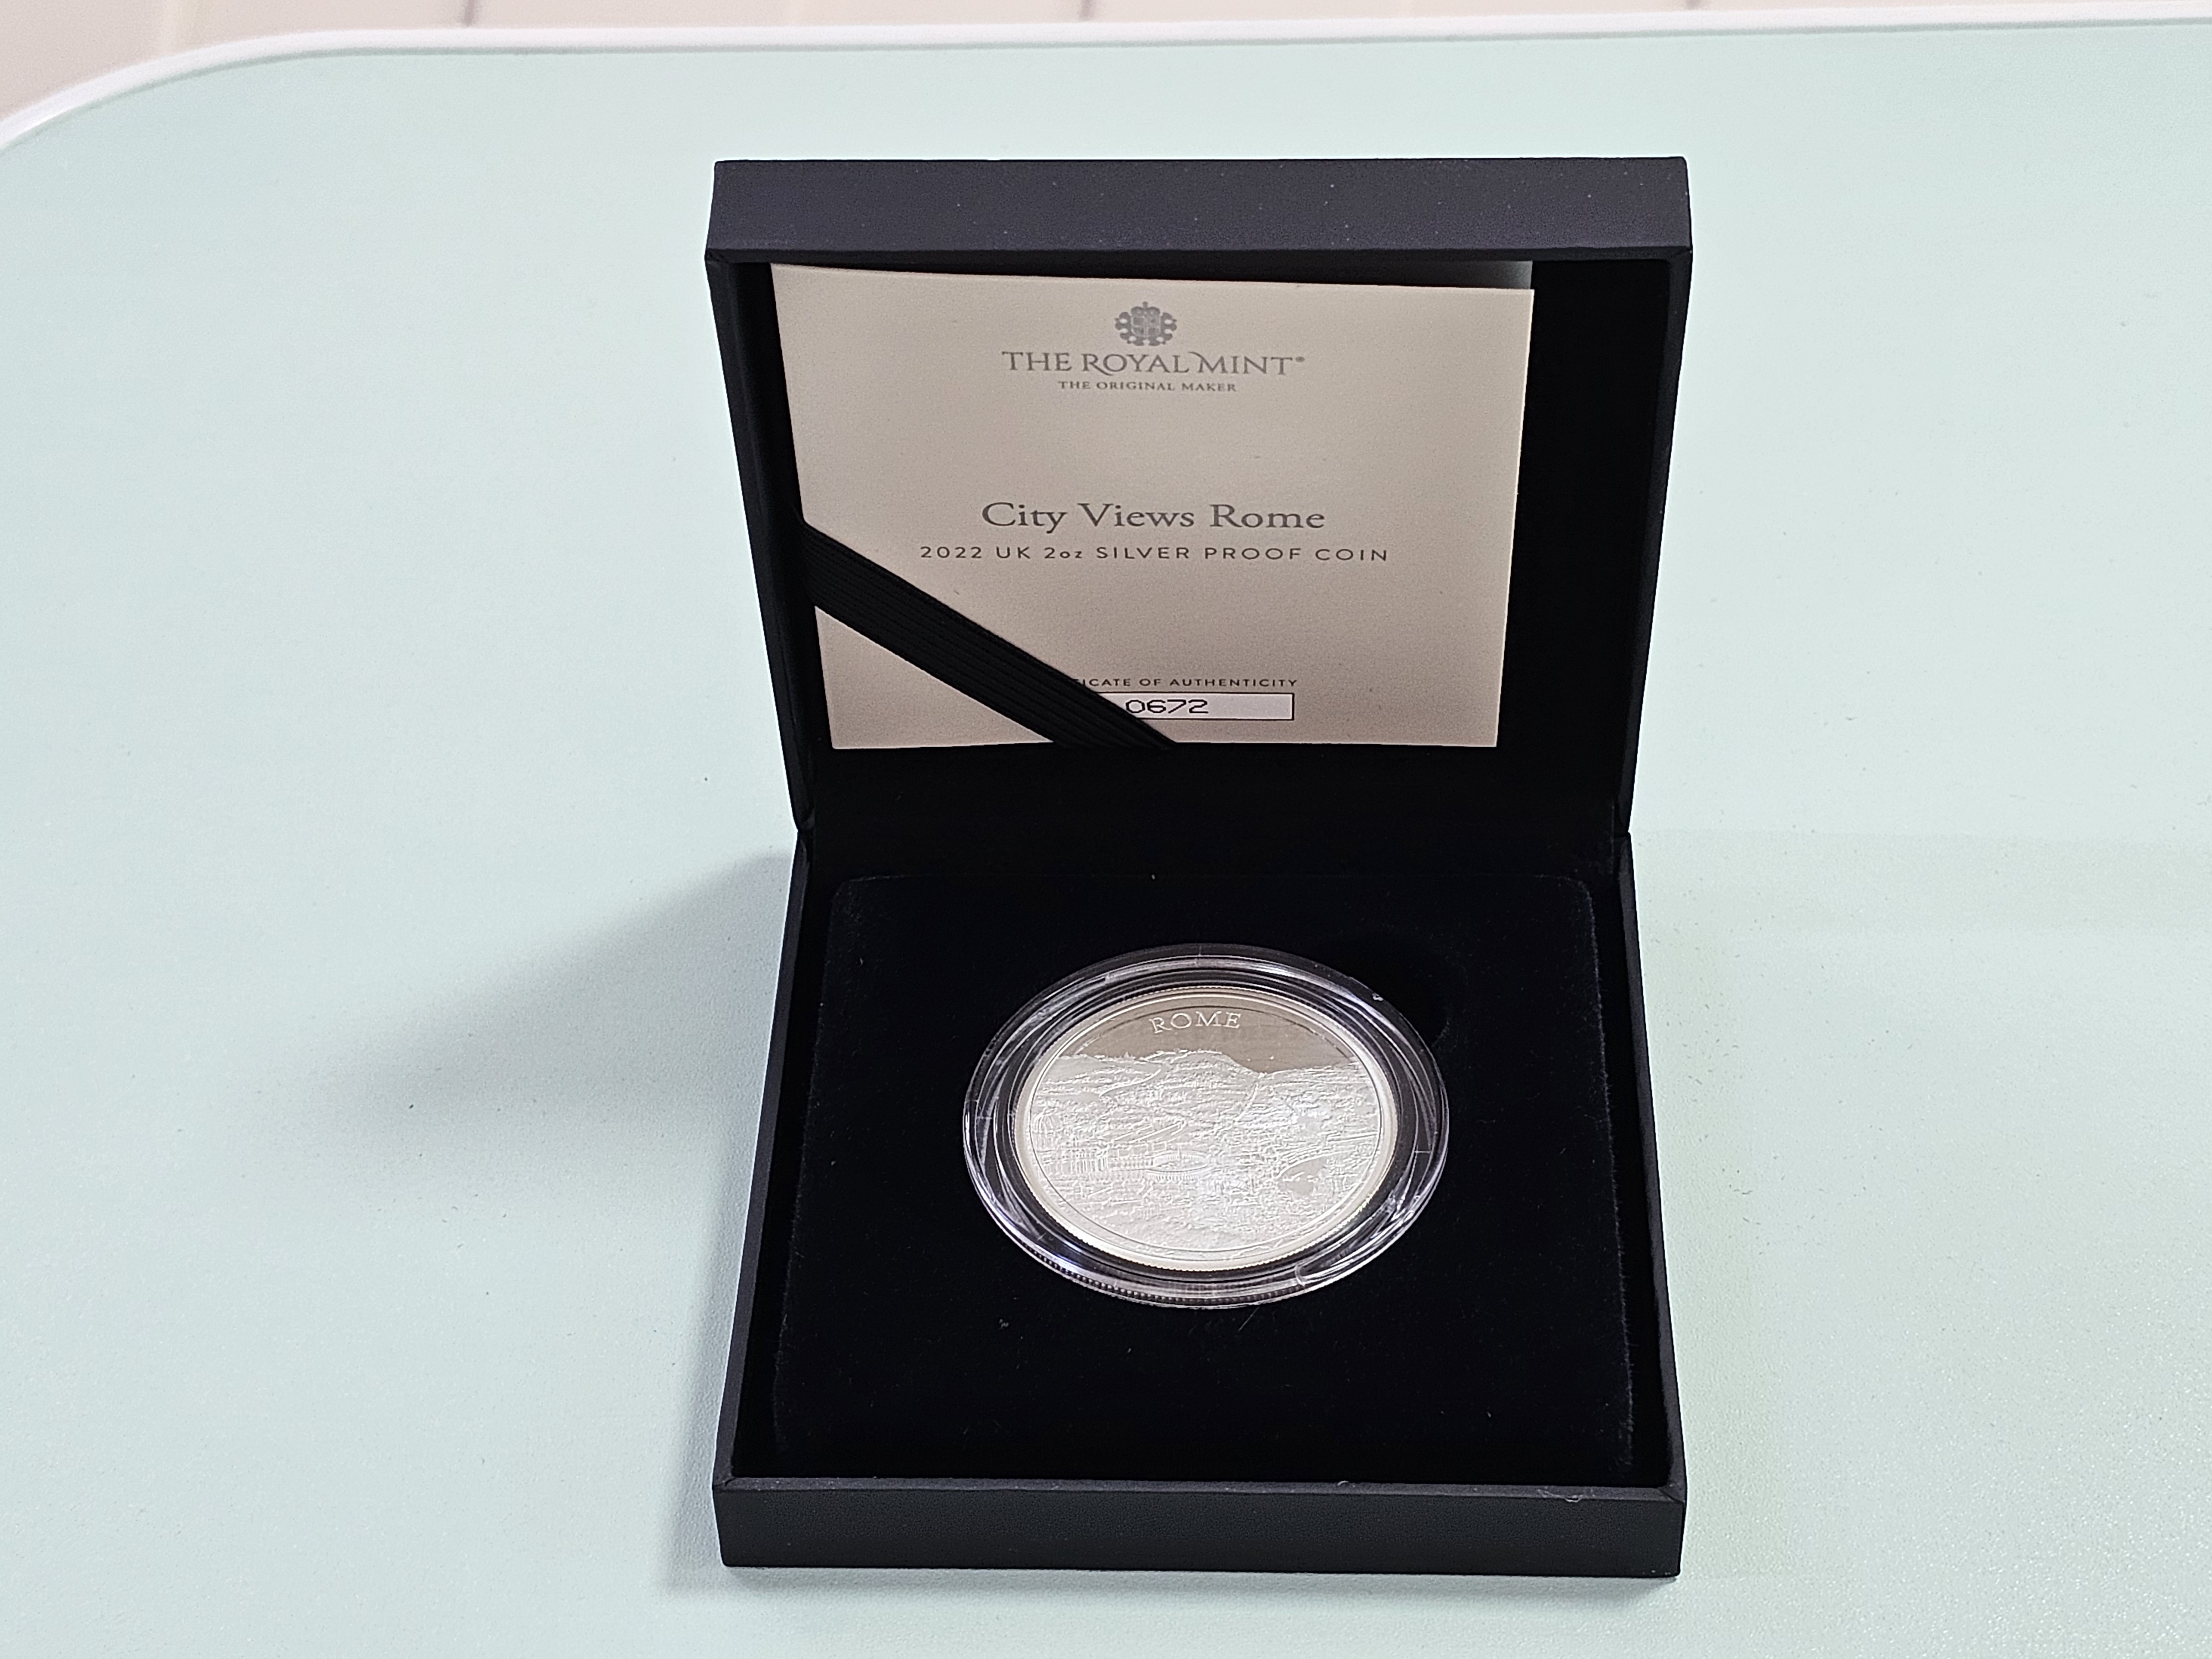 THE ROYAL MINT®
THE ORIGINAL MAKER
City Views Rome
2022 UK 2oz SILVER PROOF COIN
ICATE OF AUTHENTICITY
0672
ROME